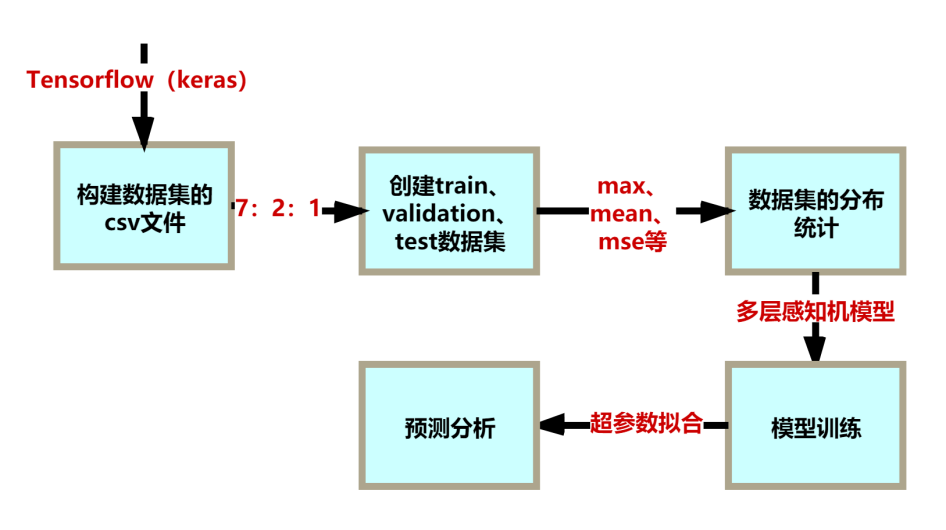 Tensorflow（keras）
构建数据集的
csv文件
7：2：1
创建train、
validation、
test数据集
max、
mean、
mse等
数据集的分布
统计
多层感知机模型
模型训练
超参数拟合
预测分析